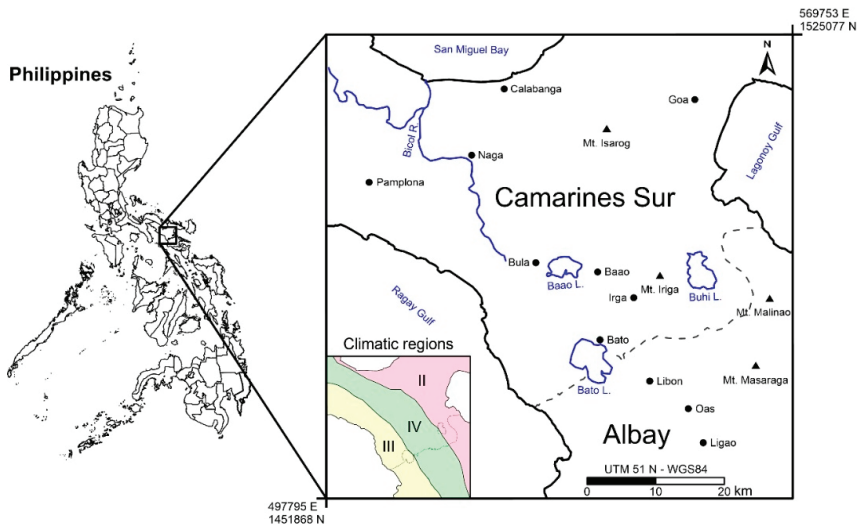 569753 E
1525077 N
Philippines
San Miguel Bay
N
Calabanga
Goa
Bicol R.
Mt. Isarog
Lagonoy Gulf
Naga
Pamplona
Camarines Sur
Bula
Baao L.
Baao
Mt. Iriga
Irga
Buhi L.
Mt. Malinao
Ragay Gulf
Bato
Climatic regions
II
IV
III
Bato L.
Libon
Mt. Masaraga
Oas
Albay
Ligao
UTM 51 N - WGS84
0 10 20 km
497795 E
1451868 N